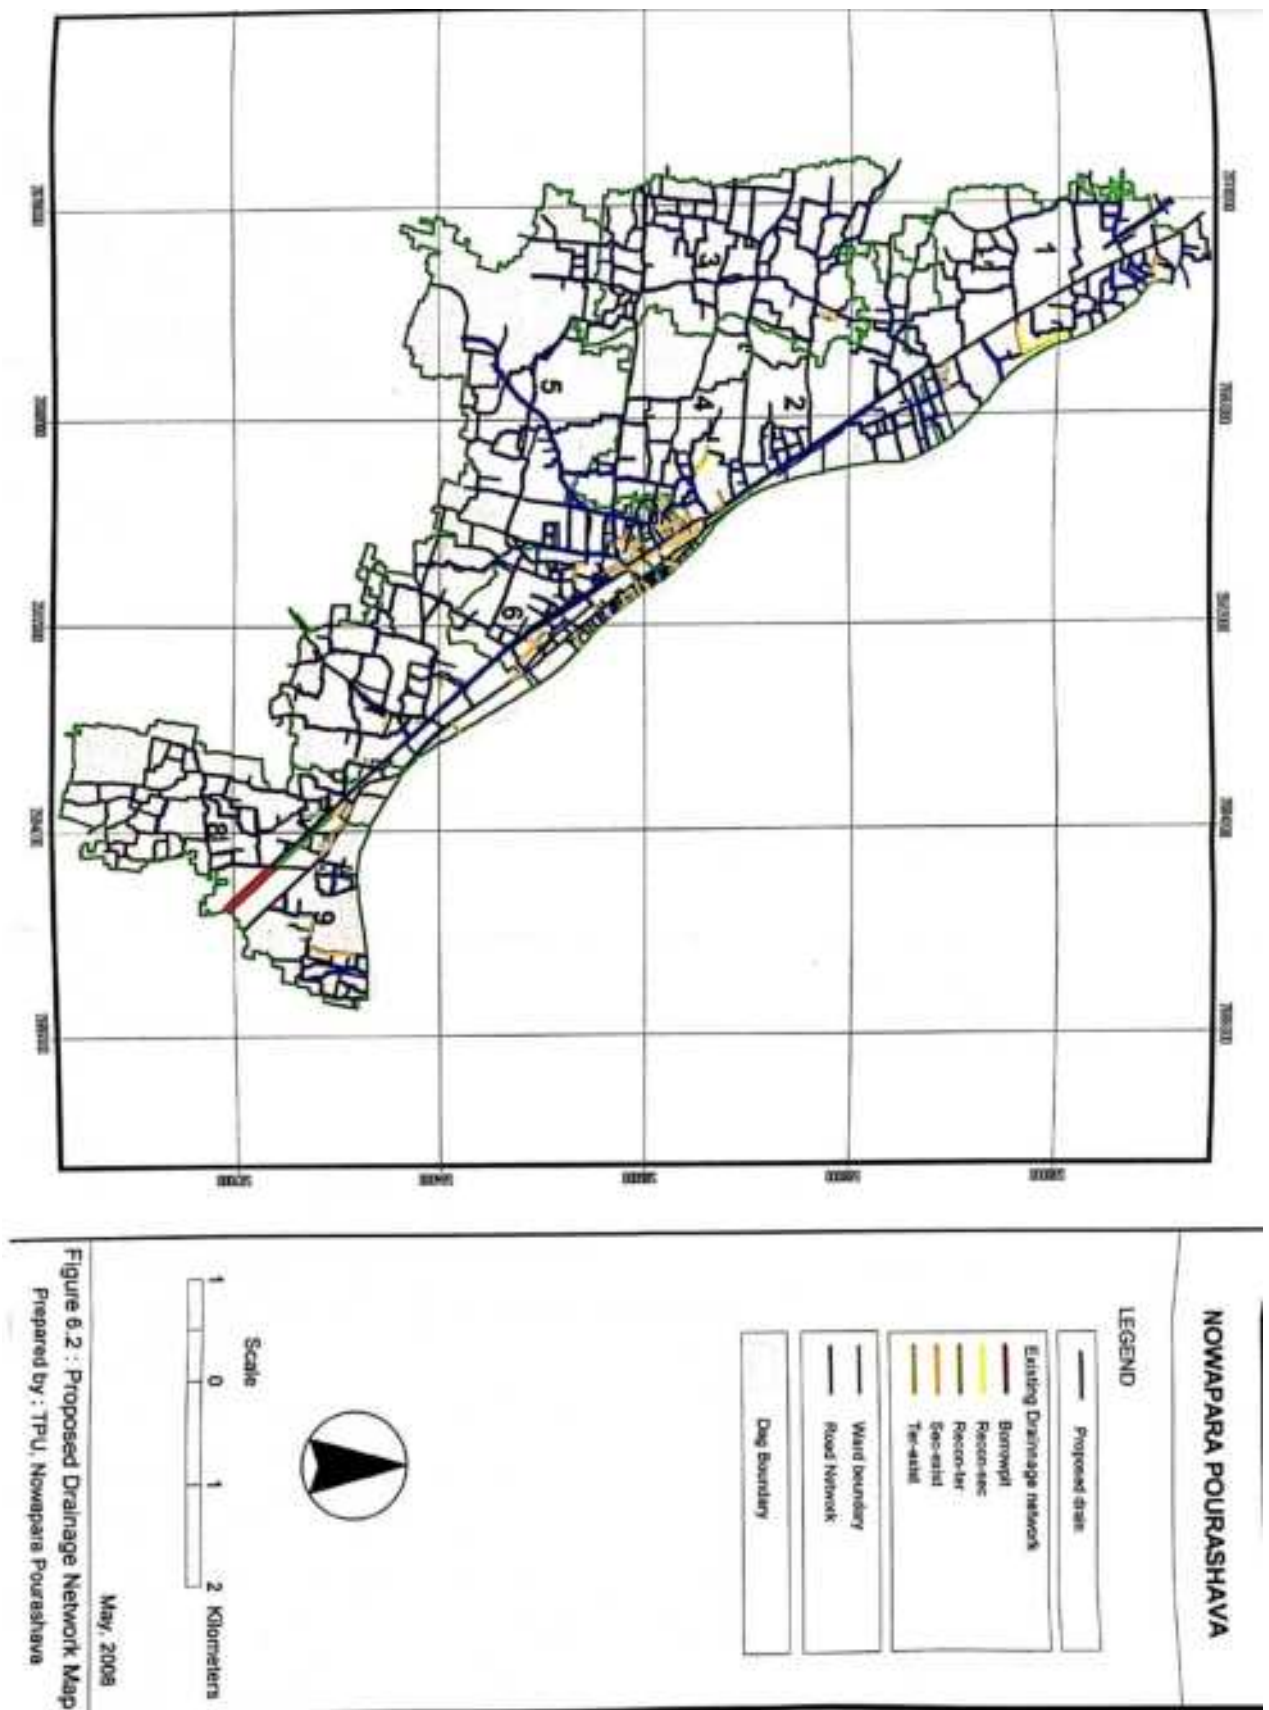 NOWAPARA POURASHAVA
LEGEND
Proposed drain
Existing Drainnage network
Borrowpit
Recon-sec
Recon-ter
Sec-exist
Ter-exist
Ward boundary
Road Network
Dag Boundary
Scale
1 0 1 2 Kilometers
May, 2008
Figure 6.2 : Proposed Drainage Network Map
Prepared by : TPU, Nowapara Pourashava
1
2
3
4
5
6
8
9